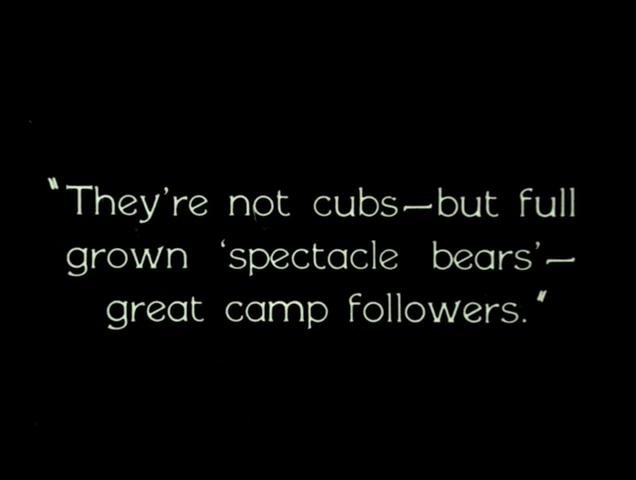 "They're not cubs—but full
grown 'spectacle bears'—
great camp followers."